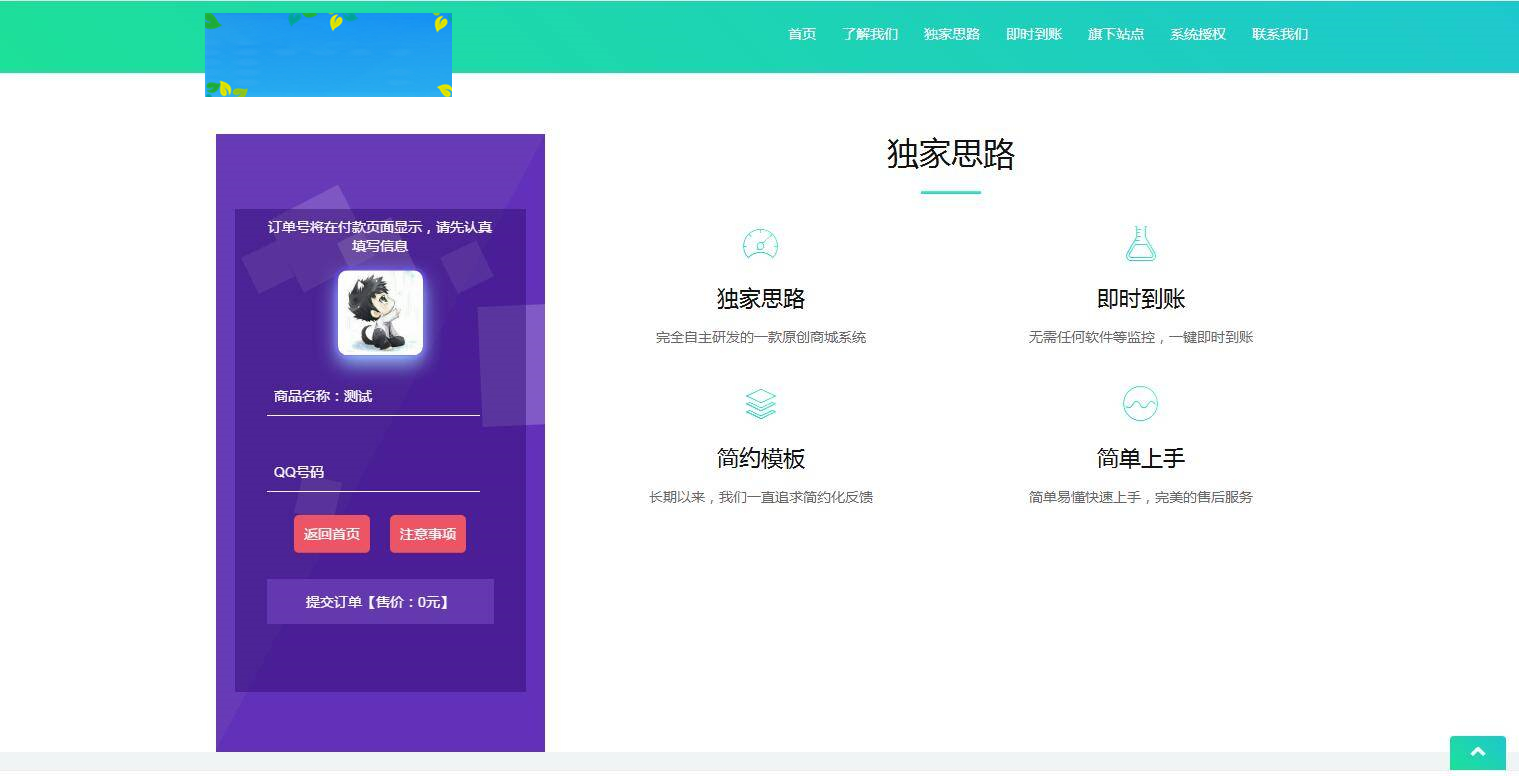 首页 了解我们 独家思路 即时到账 旗下站点 系统授权 联系我们
订单号将在付款页面显示，请先认真
填写信息
商品名称：测试
QQ号码
返回首页 注意事项
提交订单【售价：0元】
独家思路
独家思路
完全自主研发的一款原创商城系统
即时到账
无需任何软件等监控，一键即时到账
简约模板
长期以来，我们一直追求简约化反馈
简单上手
简单易懂快速上手，完美的售后服务